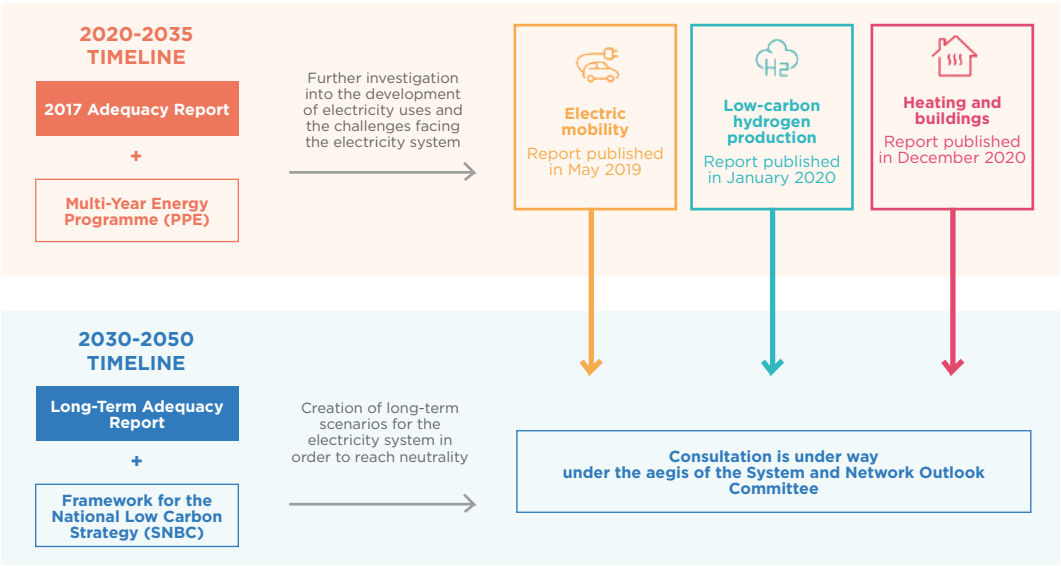 2020-2035
TIMELINE
2017 Adequacy Report
+
Multi-Year Energy
Programme (PPE)
Further investigation
into the development
of electricity uses and
the challenges facing
the electricity system
Electric
mobility
Report published
in May 2019
H2
Low-carbon
hydrogen
production
Report published
in January 2020
Heating and
buildings
Report published
in December 2020
2030-2050
TIMELINE
Long-Term Adequacy
Report
+
Framework for the
National Low Carbon
Strategy (SNBC)
Creation of long-term
scenarios for the
electricity system in
order to reach neutrality
Consultation is under way
under the aegis of the System and Network Outlook
Committee